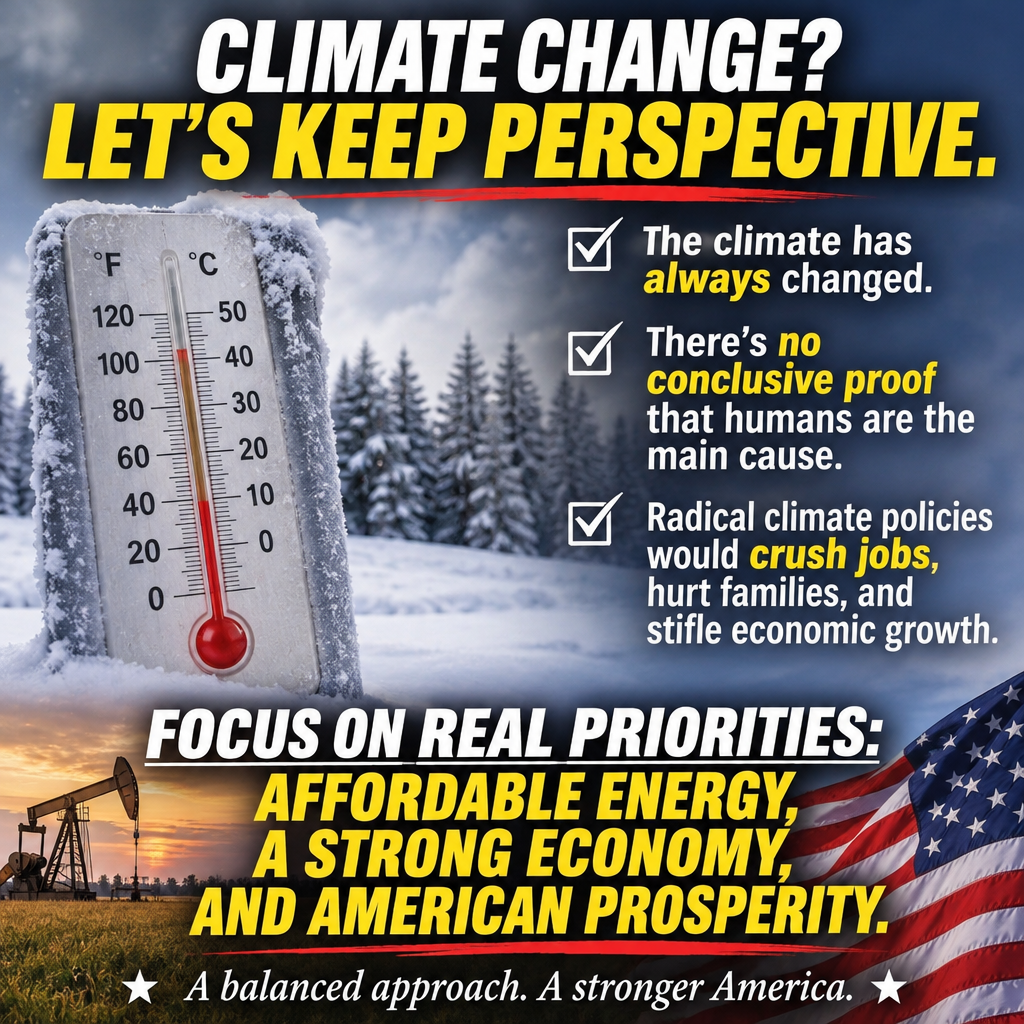 CLIMATE CHANGE?
LET'S KEEP PERSPECTIVE.
°F °C
120 50
100 40
80 30
60 20
40 10
20 0
0
The climate has
always changed.
There's no
conclusive proof
that humans are the
main cause.
Radical climate policies
would crush jobs,
hurt families, and
stifle economic growth.
FOCUS ON REAL PRIORITIES:
AFFORDABLE ENERGY,
A STRONG ECONOMY,
AND AMERICAN PROSPERITY.
A balanced approach. A stronger America.